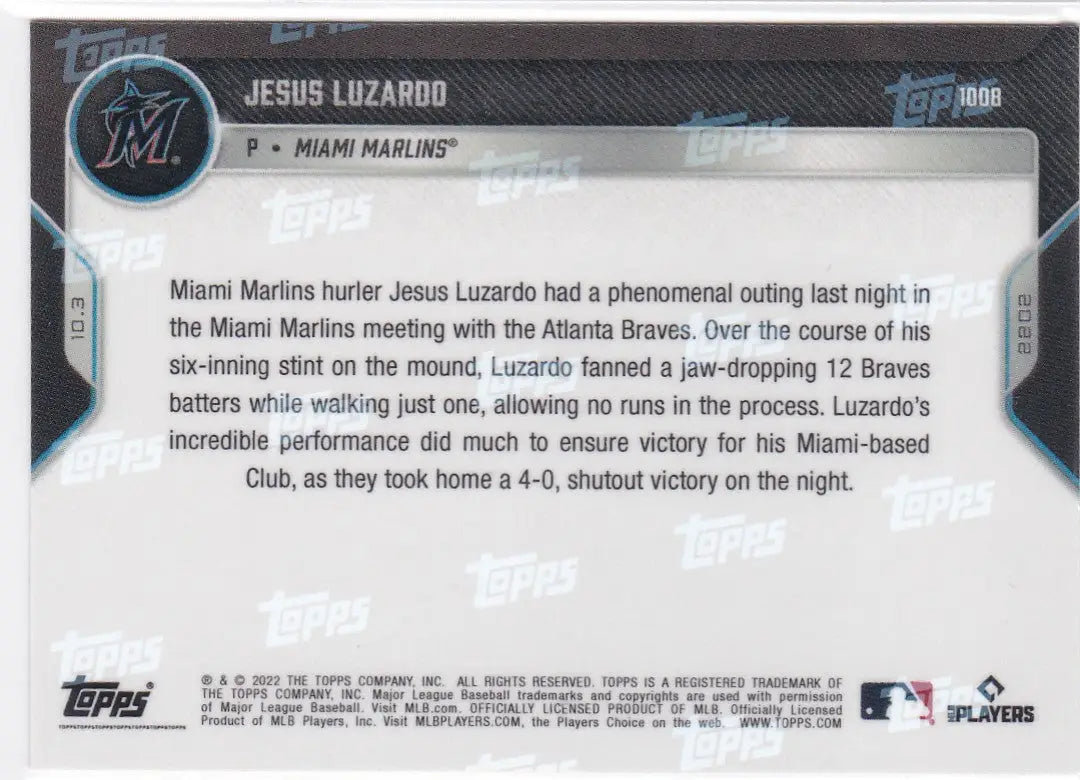 JESUS LUZARDO
1008
P • MIAMI MARLINS®
M®
10.3
2022
Miami Marlins hurler Jesus Luzardo had a phenomenal outing last night in
the Miami Marlins meeting with the Atlanta Braves. Over the course of his
six-inning stint on the mound, Luzardo fanned a jaw-dropping 12 Braves
batters while walking just one, allowing no runs in the process. Luzardo's
incredible performance did much to ensure victory for his Miami-based
Club, as they took home a 4-0, shutout victory on the night.
Topps®
TOPPSTOPPSTOPPSTOPPSTOPPSTOPPSTOPPS
® & © 2022 THE TOPPS COMPANY, INC. ALL RIGHTS RESERVED. TOPPS IS A REGISTERED TRADEMARK OF
THE TOPPS COMPANY, INC. Major League Baseball trademarks and copyrights are used with permission
of Major League Baseball. Visit MLB.com. OFFICIALLY LICENSED PRODUCT OF MLB. Officially Licensed
Product of MLB Players, Inc. Visit MLBPLAYERS.COM, the Players Choice on the web. WWW.TOPPS.COM
MLB PLAYERS